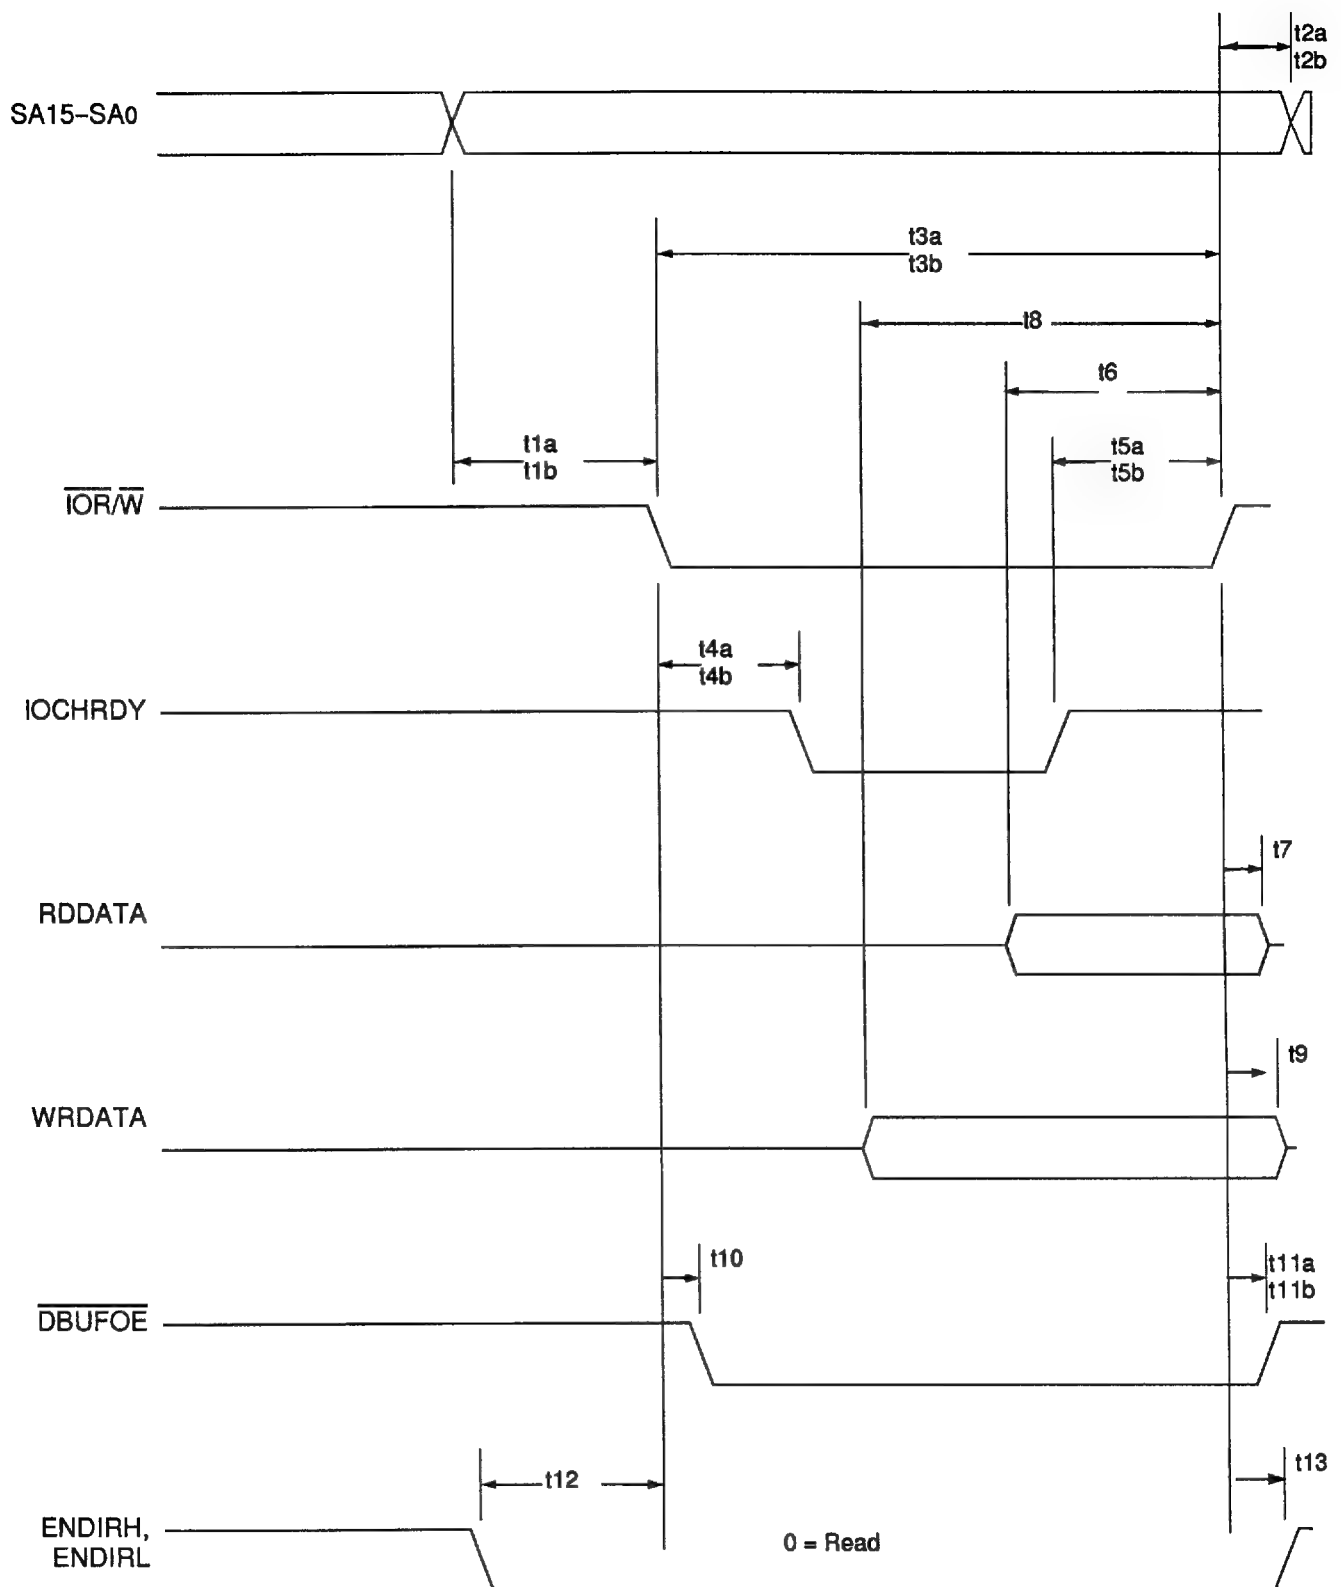 t2a
t2b
SA15–SA0
t3a
t3b
t8
t6
t1a
t1b
t5a
t5b
IOR/W
t4a
t4b
IOCHRDY
t7
RDDATA
t9
WRDATA
t10
t11a
t11b
DBUFOE
t12
t13
ENDIRH,
ENDIRL
0 = Read